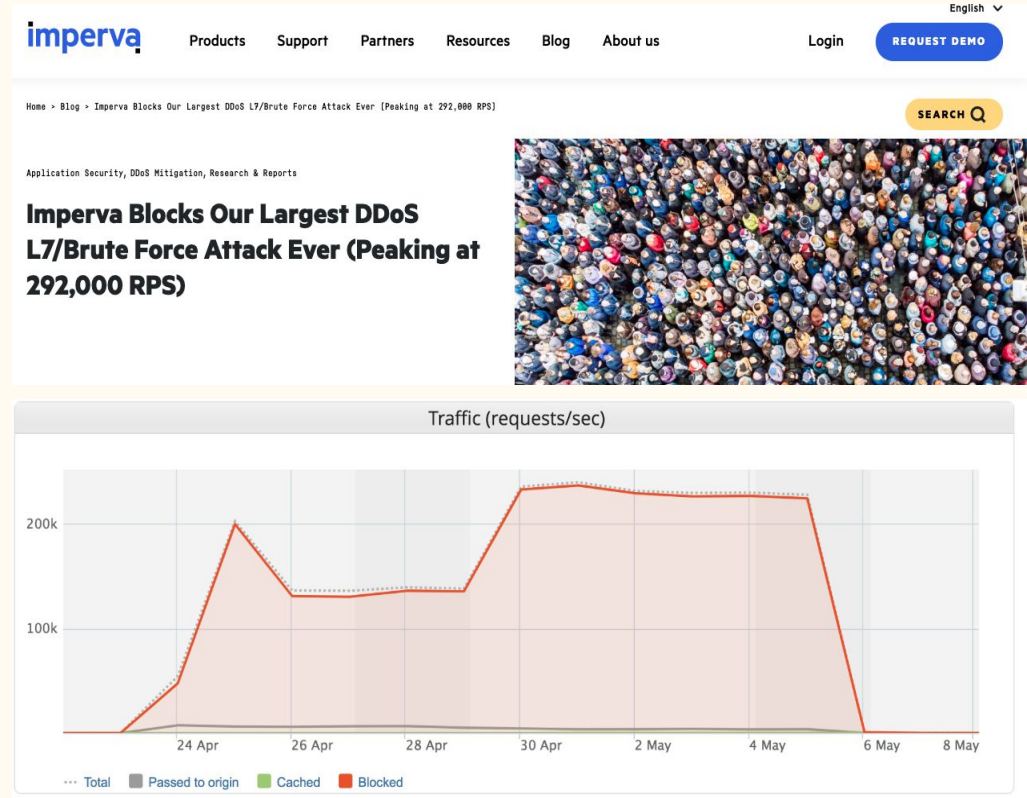 English
imperva
Products Support Partners Resources Blog About us Login REQUEST DEMO
Home > Blog > Imperva Blocks Our Largest DDoS L7/Brute Force Attack Ever (Peaking at 292,000 RPS)
SEARCH
Application Security, DDoS Mitigation, Research & Reports
Imperva Blocks Our Largest DDoS
L7/Brute Force Attack Ever (Peaking at
292,000 RPS)
Traffic (requests/sec)
200k
100k
24 Apr 26 Apr 28 Apr 30 Apr 2 May 4 May 6 May 8 May
Total Passed to origin Cached Blocked